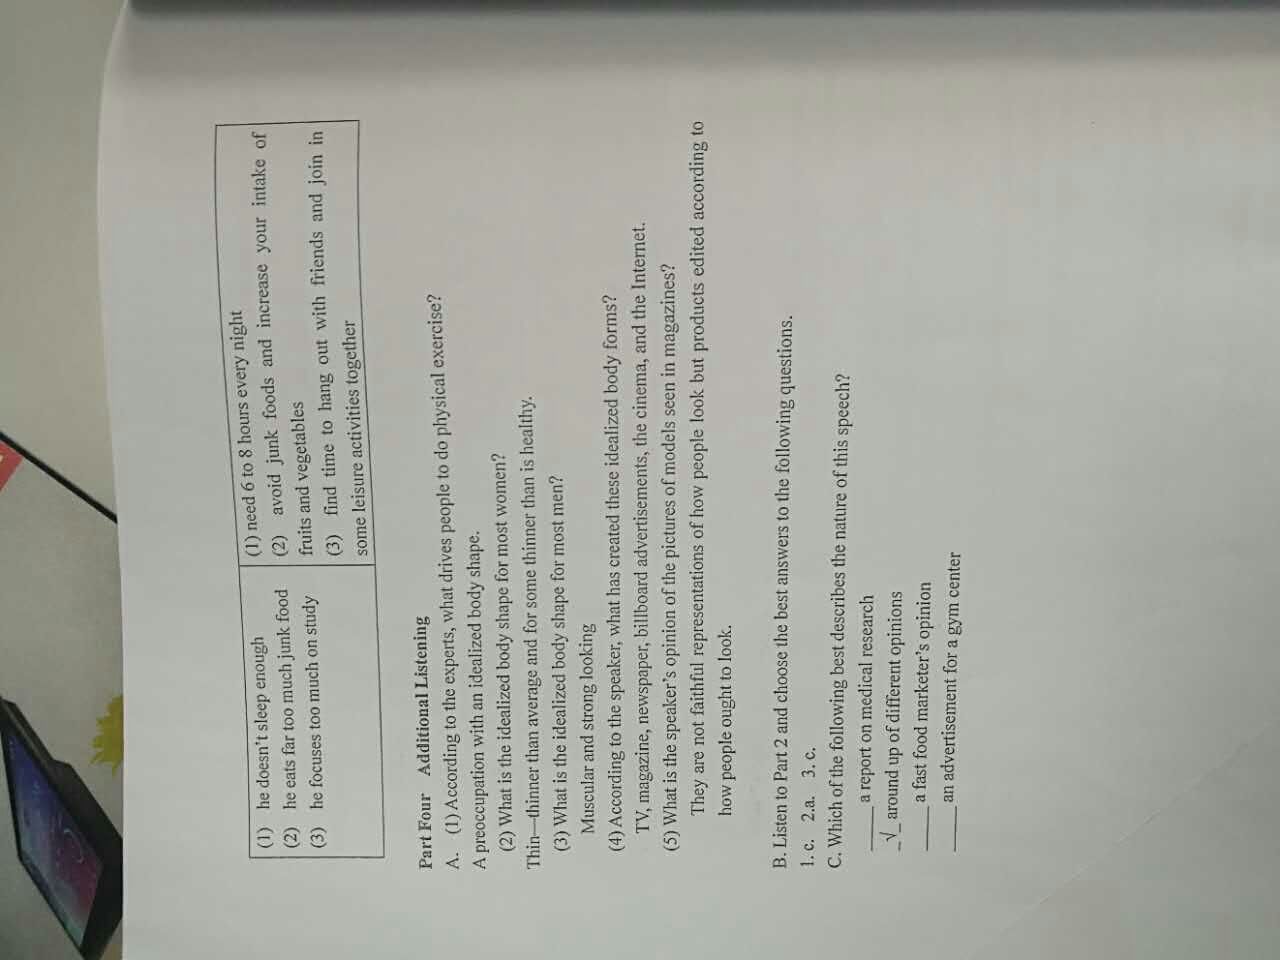 (1) he doesn't sleep enough
(2) he eats far too much junk food
(3) he focuses too much on study
(1) need 6 to 8 hours every night
(2) avoid junk foods and increase your intake of
fruits and vegetables
(3) find time to hang out with friends and join in
some leisure activities together
Part Four Additional Listening
A. (1) According to the experts, what drives people to do physical exercise?
A preoccupation with an idealized body shape.
(2) What is the idealized body shape for most women?
Thin—thinner than average and for some thinner than is healthy.
(3) What is the idealized body shape for most men?
Muscular and strong looking
(4) According to the speaker, what has created these idealized body forms?
TV, magazine, newspaper, billboard advertisements, the cinema, and the Internet.
(5) What is the speaker's opinion of the pictures of models seen in magazines?
They are not faithful representations of how people look but products edited according to
how people ought to look.
B. Listen to Part 2 and choose the best answers to the following questions.
1. c. 2.a. 3. c.
C. Which of the following best describes the nature of this speech?
_____ a report on medical research
_√_ around up of different opinions
_____ a fast food marketer's opinion
_____ an advertisement for a gym center